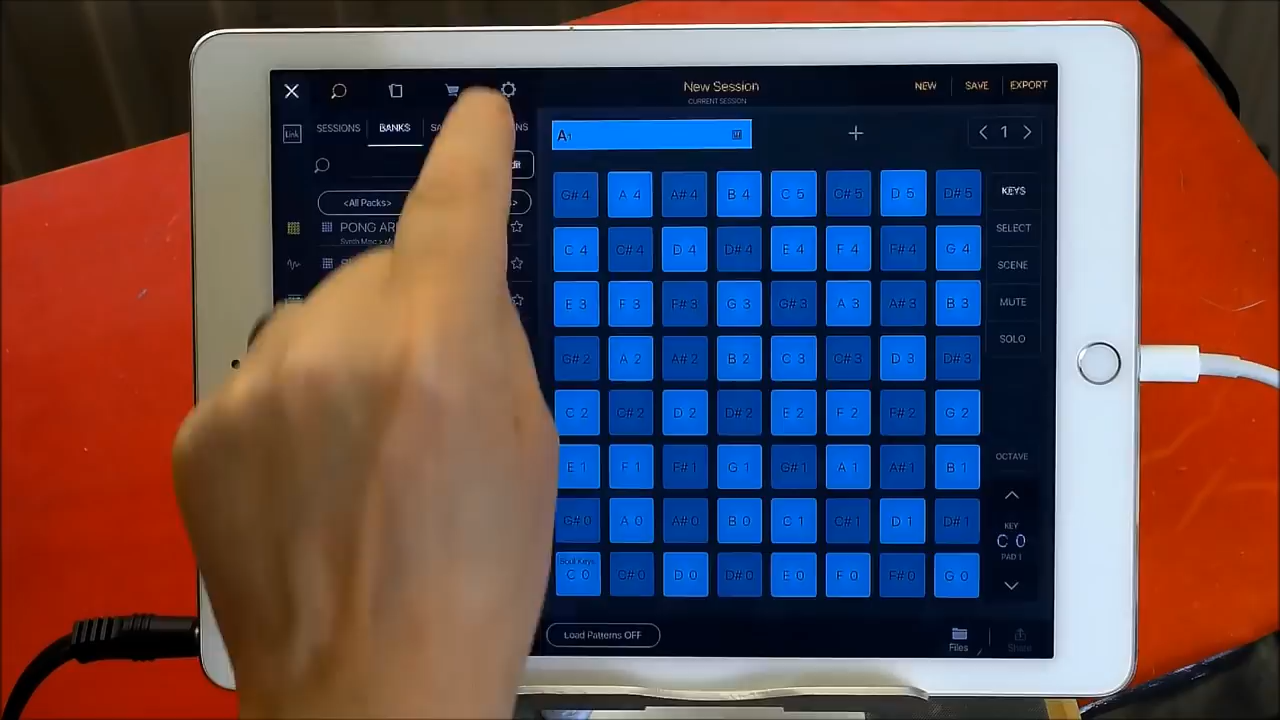 New Session
CURRENT SESSION
NEW
SAVE
EXPORT
Link
SESSIONS
BANKS
<All Packs>
A1
1
G# 4 A 4 A# 4 B 4 C 5 C# 5 D 5 D# 5
C 4 C# 4 D 4 D# 4 E 4 F 4 F# 4 G 4
E 3 F 3 F# 3 G 3 G# 3 A 3 A# 3 B 3
G# 2 A 2 A# 2 B 2 C 3 C# 3 D 3 D# 3
C 2 C# 2 D 2 D# 2 E 2 F 2 F# 2 G 2
E 1 F 1 F# 1 G 1 G# 1 A 1 A# 1 B 1
G# 0 A 0 A# 0 B 0 C 1 C# 1 D 1 D# 1
Soul Keys
C 0 C# 0 D 0 D# 0 E 0 F 0 F# 0 G 0
KEYS
SELECT
SCENE
MUTE
SOLO
OCTAVE
KEY
C 0
PAD 1
Load Patterns OFF
Files
Share